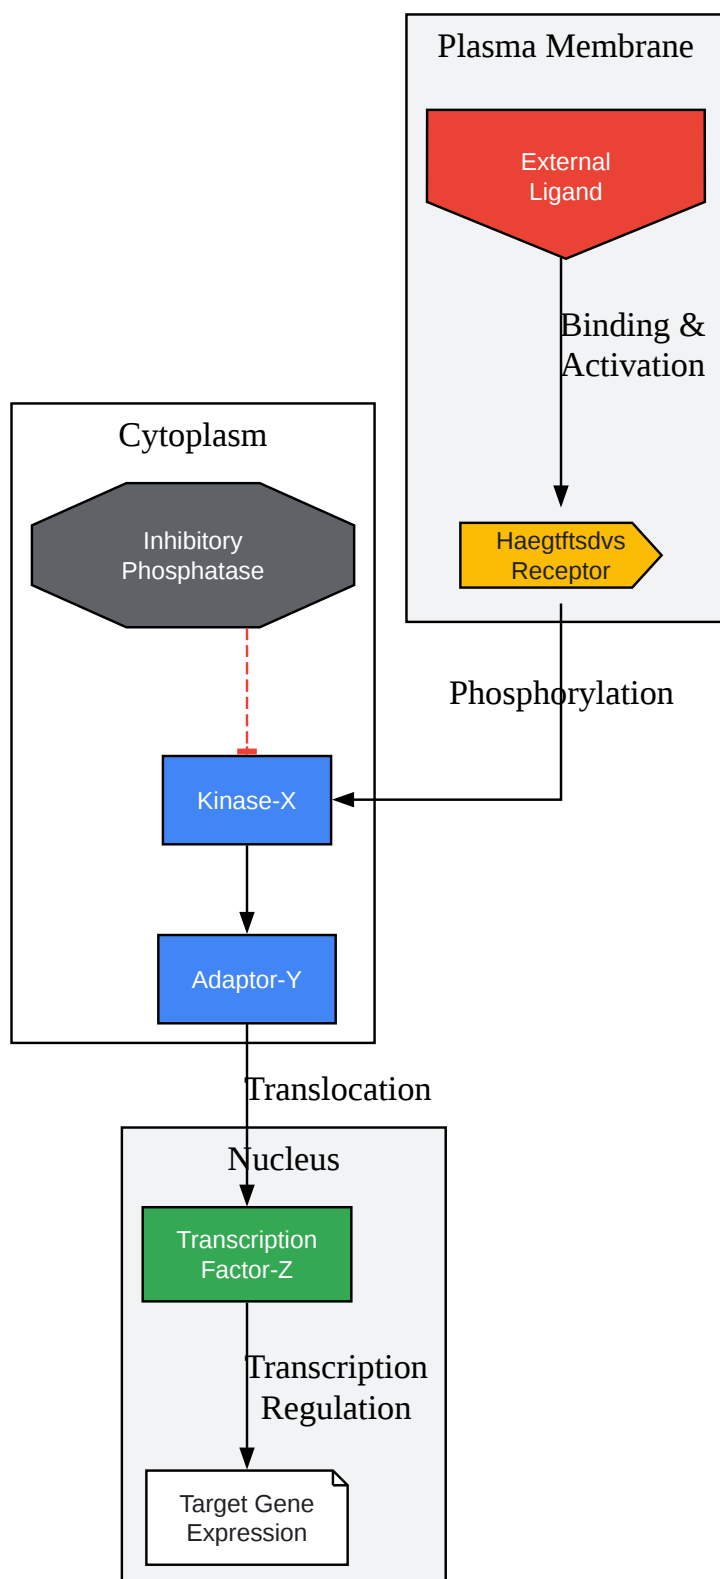 Plasma Membrane
External
Ligand
Binding &
Activation
Haegtftsdvs
Receptor
Phosphorylation
Cytoplasm
Inhibitory
Phosphatase
Kinase-X
Adaptor-Y
Translocation
Nucleus
Transcription
Factor-Z
Transcription
Regulation
Target Gene
Expression